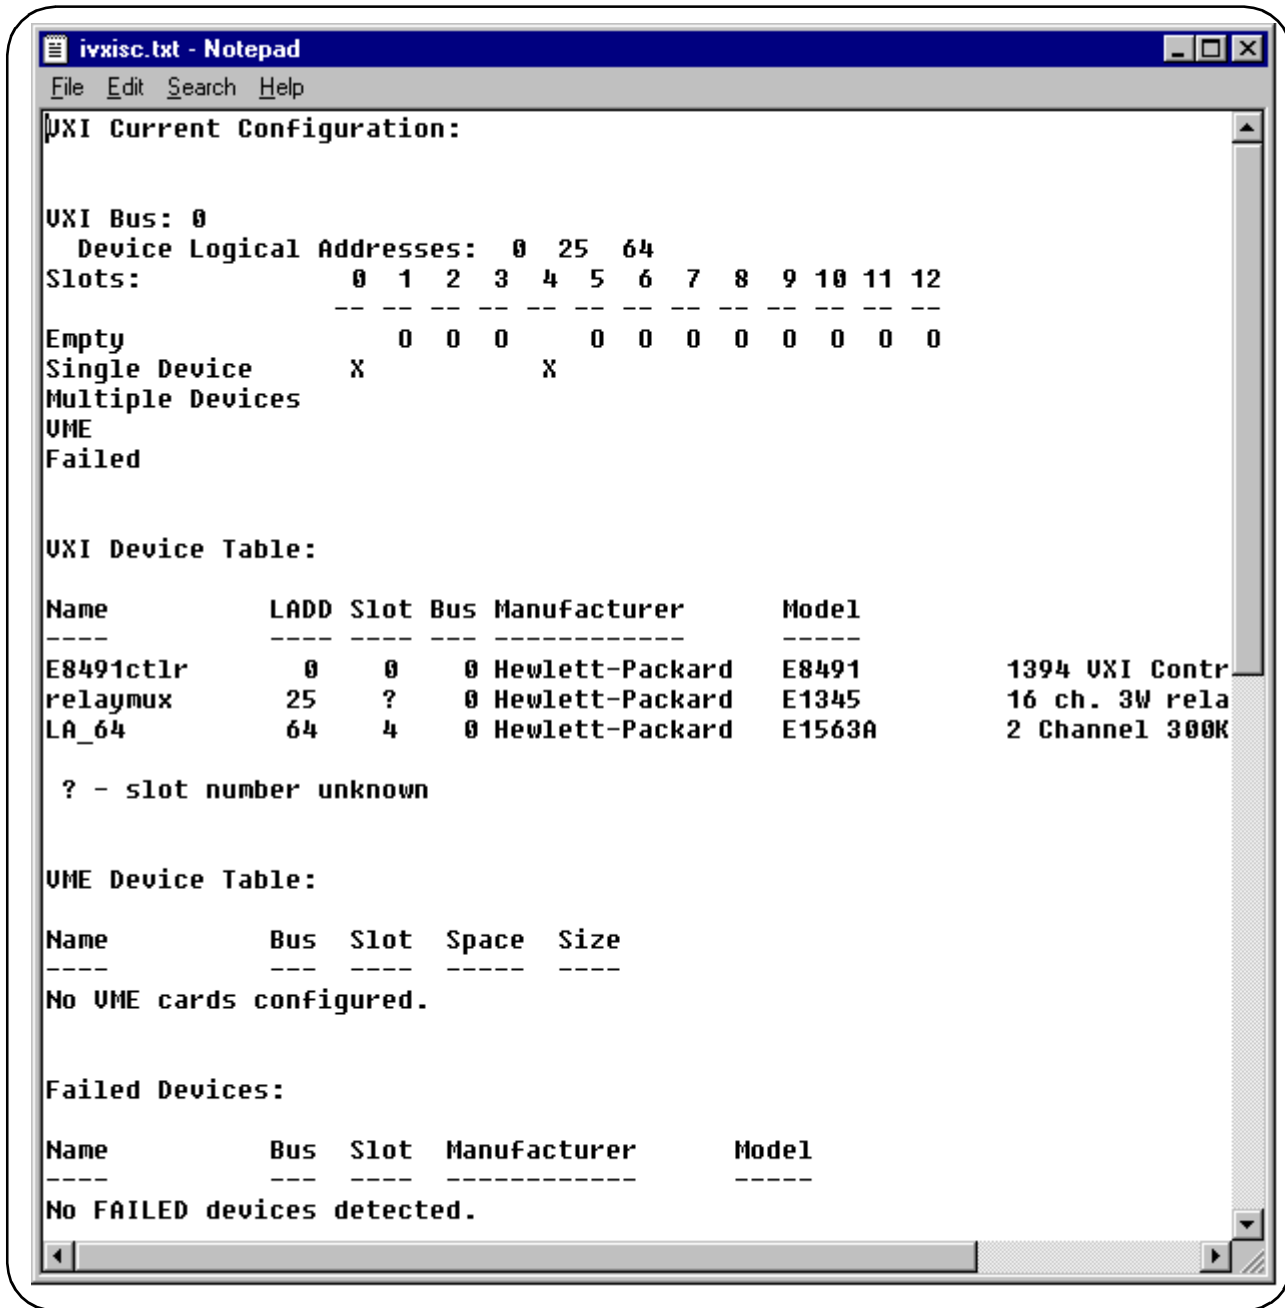 ivxisc.txt - Notepad
File Edit Search Help
VXI Current Configuration:
VXI Bus: 0
Device Logical Addresses: 0 25 64
Slots: 0 1 2 3 4 5 6 7 8 9 10 11 12
-- -- -- -- -- -- -- -- -- -- -- -- --
Empty 0 0 0 0 0 0 0 0 0 0 0
Single Device X X
Multiple Devices
VME
Failed
VXI Device Table:
Name LADD Slot Bus Manufacturer Model
---- ---- ---- --- ------------ -----
E8491ctlr 0 0 0 Hewlett-Packard E8491 1394 VXI Contr
relaymux 25 ? 0 Hewlett-Packard E1345 16 ch. 3W rela
LA_64 64 4 0 Hewlett-Packard E1563A 2 Channel 300K
? - slot number unknown
VME Device Table:
Name Bus Slot Space Size
---- --- ---- ----- ----
No VME cards configured.
Failed Devices:
Name Bus Slot Manufacturer Model
---- --- ---- ------------ -----
No FAILED devices detected.